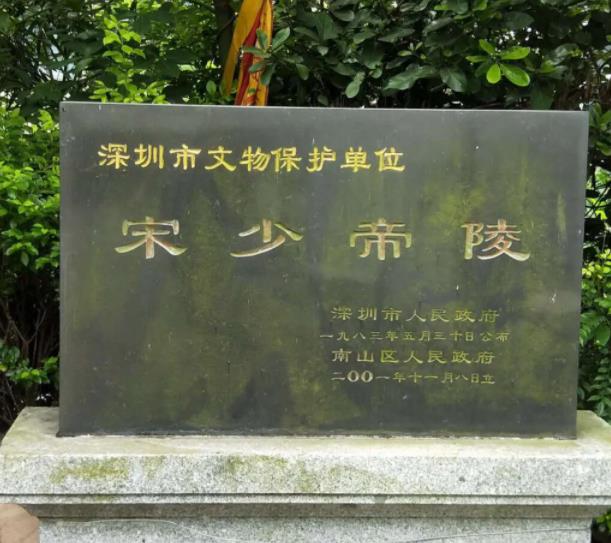 深圳市文物保护单位
宋少帝陵
深圳市人民政府
一九八三年五月三十日公布
南山区人民政府
二〇〇一年十一月八日立